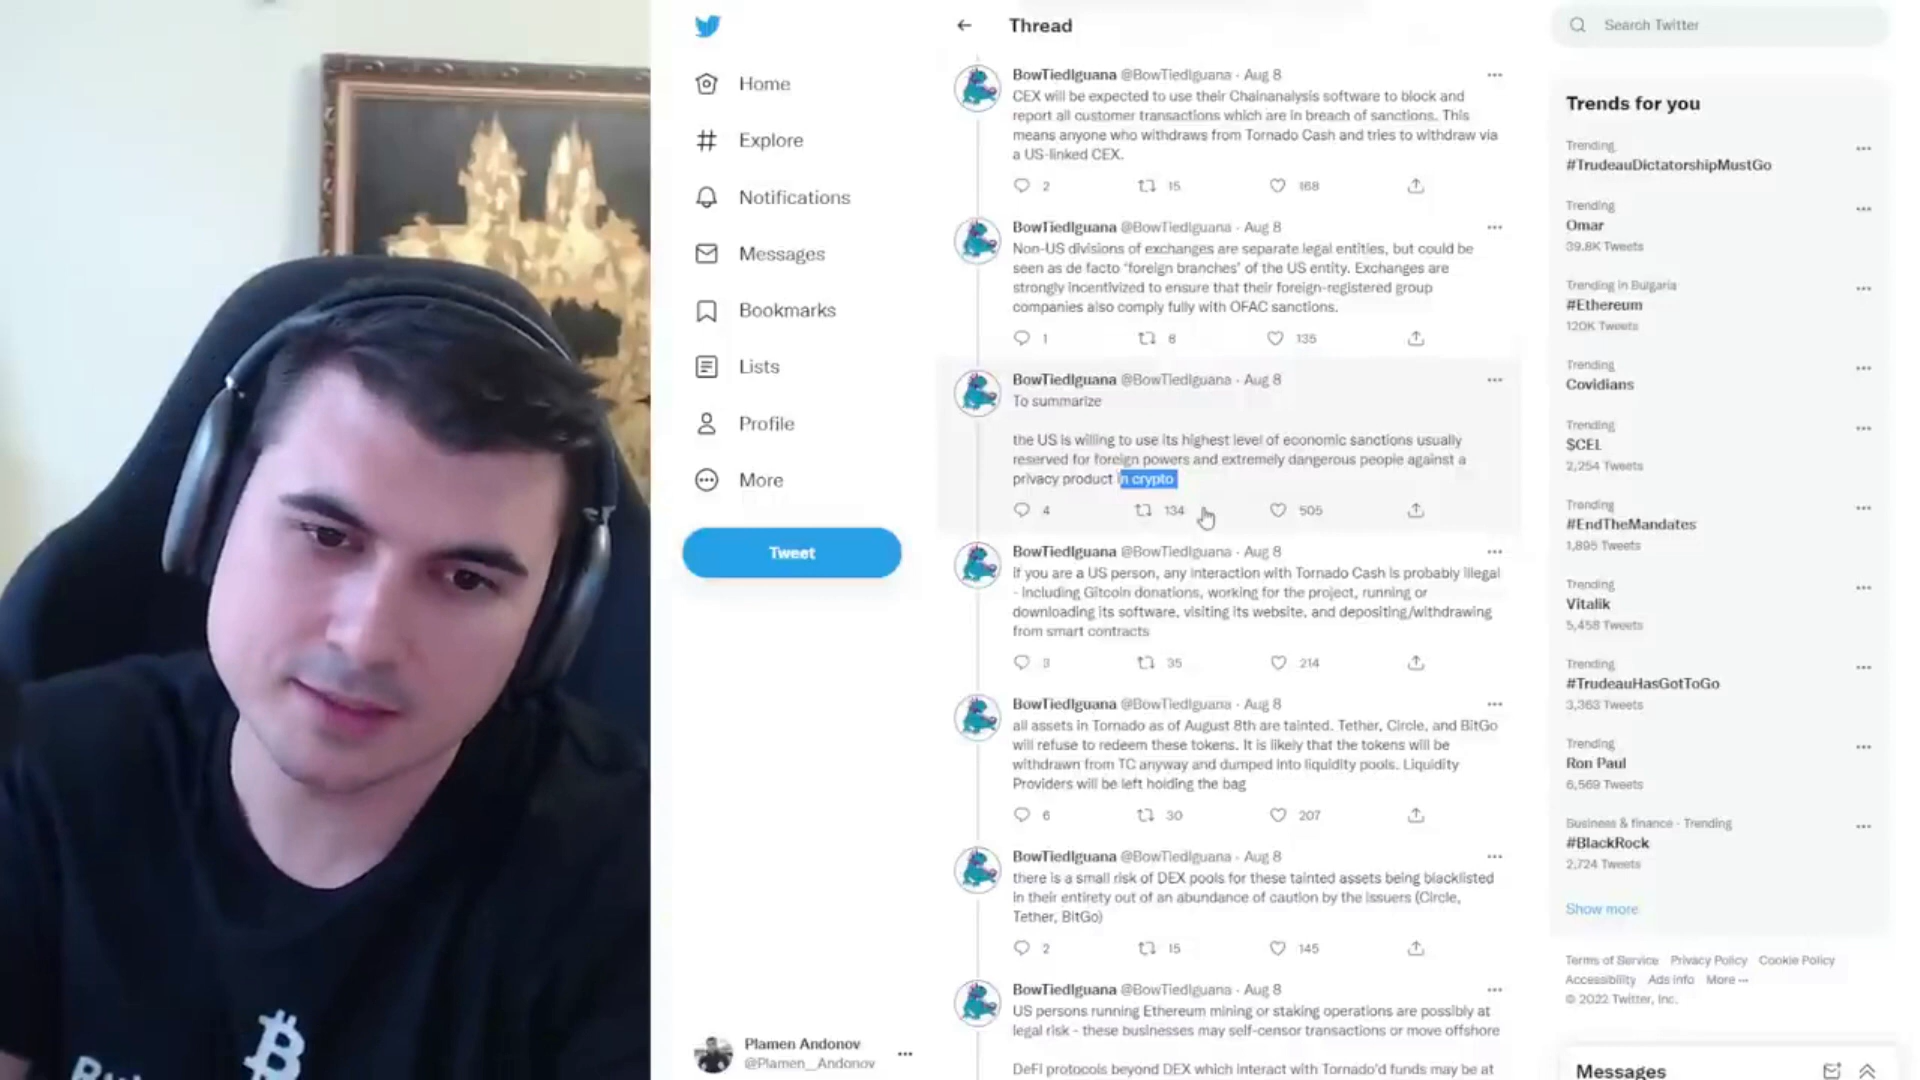 Home
Explore
Notifications
Messages
Bookmarks
Lists
Profile
More
Tweet
Plamen Andonov
@Plamen__Andonov
Thread
BowTiedIguana @BowTiedIguana · Aug 8
CEX will be expected to use their Chainanalysis software to block and
report all customer transactions which are in breach of sanctions. This
means anyone who withdraws from Tornado Cash and tries to withdraw via
a US-linked CEX.
2 15 168
BowTiedIguana @BowTiedIguana · Aug 8
Non-US divisions of exchanges are separate legal entities, but could be
seen as de facto "foreign branches" of the US entity. Exchanges are
strongly incentivized to ensure that their foreign-registered group
companies also comply fully with OFAC sanctions.
1 8 135
BowTiedIguana @BowTiedIguana · Aug 8
To summarize
the US is willing to use its highest level of economic sanctions usually
reserved for foreign powers and extremely dangerous people against a
privacy product in crypto
4 134 505
BowTiedIguana @BowTiedIguana · Aug 8
If you are a US person, any interaction with Tornado Cash is probably illegal
- including Gitcoin donations, working for the project, running or
downloading its software, visiting its website, and depositing/withdrawing
from smart contracts
3 35 214
BowTiedIguana @BowTiedIguana · Aug 8
all assets in Tornado as of August 8th are tainted. Tether, Circle, and BitGo
will refuse to redeem these tokens. It is likely that the tokens will be
withdrawn from TC anyway and dumped into liquidity pools. Liquidity
Providers will be left holding the bag
6 30 207
BowTiedIguana @BowTiedIguana · Aug 8
there is a small risk of DEX pools for these tainted assets being blacklisted
in their entirety out of an abundance of caution by the issuers (Circle,
Tether, BitGo)
2 15 145
BowTiedIguana @BowTiedIguana · Aug 8
US persons running Ethereum mining or staking operations are possibly at
legal risk - these businesses may self-censor transactions or move offshore
DeFi protocols beyond DEX which interact with Tornado'd funds may be at
Search Twitter
Trends for you
Trending
#TrudeauDictatorshipMustGo
Trending
Omar
39.8K Tweets
Trending in Bulgaria
#Ethereum
120K Tweets
Trending
Covidians
Trending
$CEL
2,254 Tweets
Trending
#EndTheMandates
1,895 Tweets
Trending
Vitalik
5,458 Tweets
Trending
#TrudeauHasGotToGo
3,363 Tweets
Trending
Ron Paul
6,569 Tweets
Business & finance · Trending
#BlackRock
2,724 Tweets
Show more
Terms of Service Privacy Policy Cookie Policy
Accessibility Ads info More ···
© 2022 Twitter, Inc.
Messages